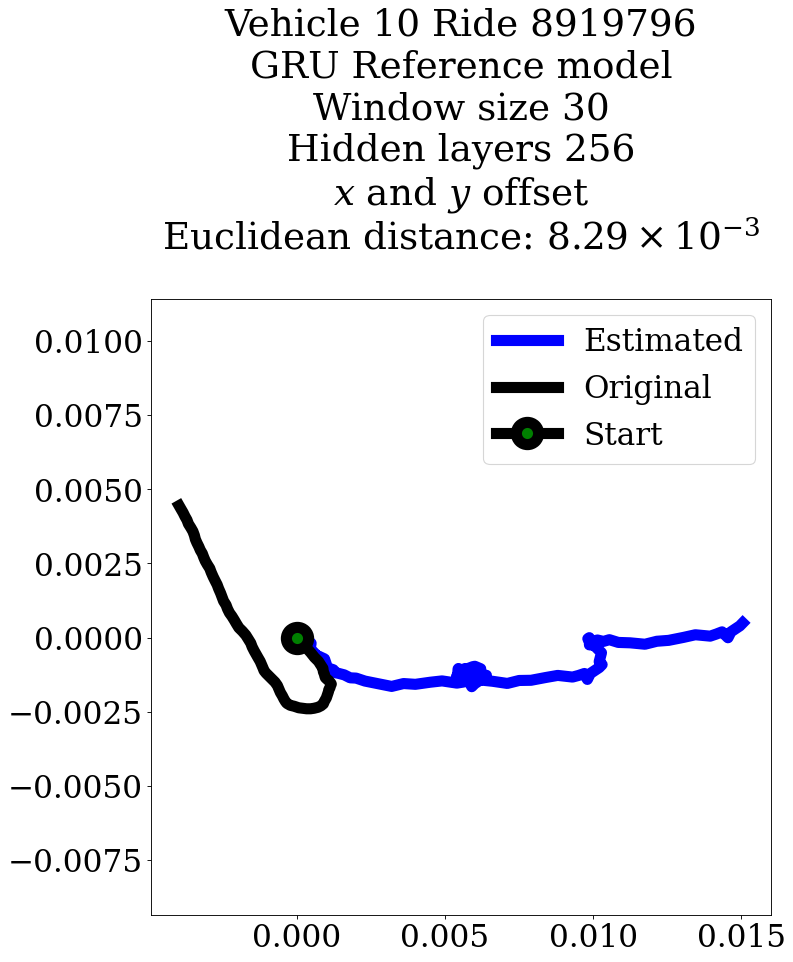 Vehicle 10 Ride 8919796
GRU Reference model
Window size 30
Hidden layers 256
x and y offset
Euclidean distance: 8.29 × 10⁻³
Estimated
Original
Start
0.0100
0.0075
0.0050
0.0025
0.0000
−0.0025
−0.0050
−0.0075
0.000 0.005 0.010 0.015